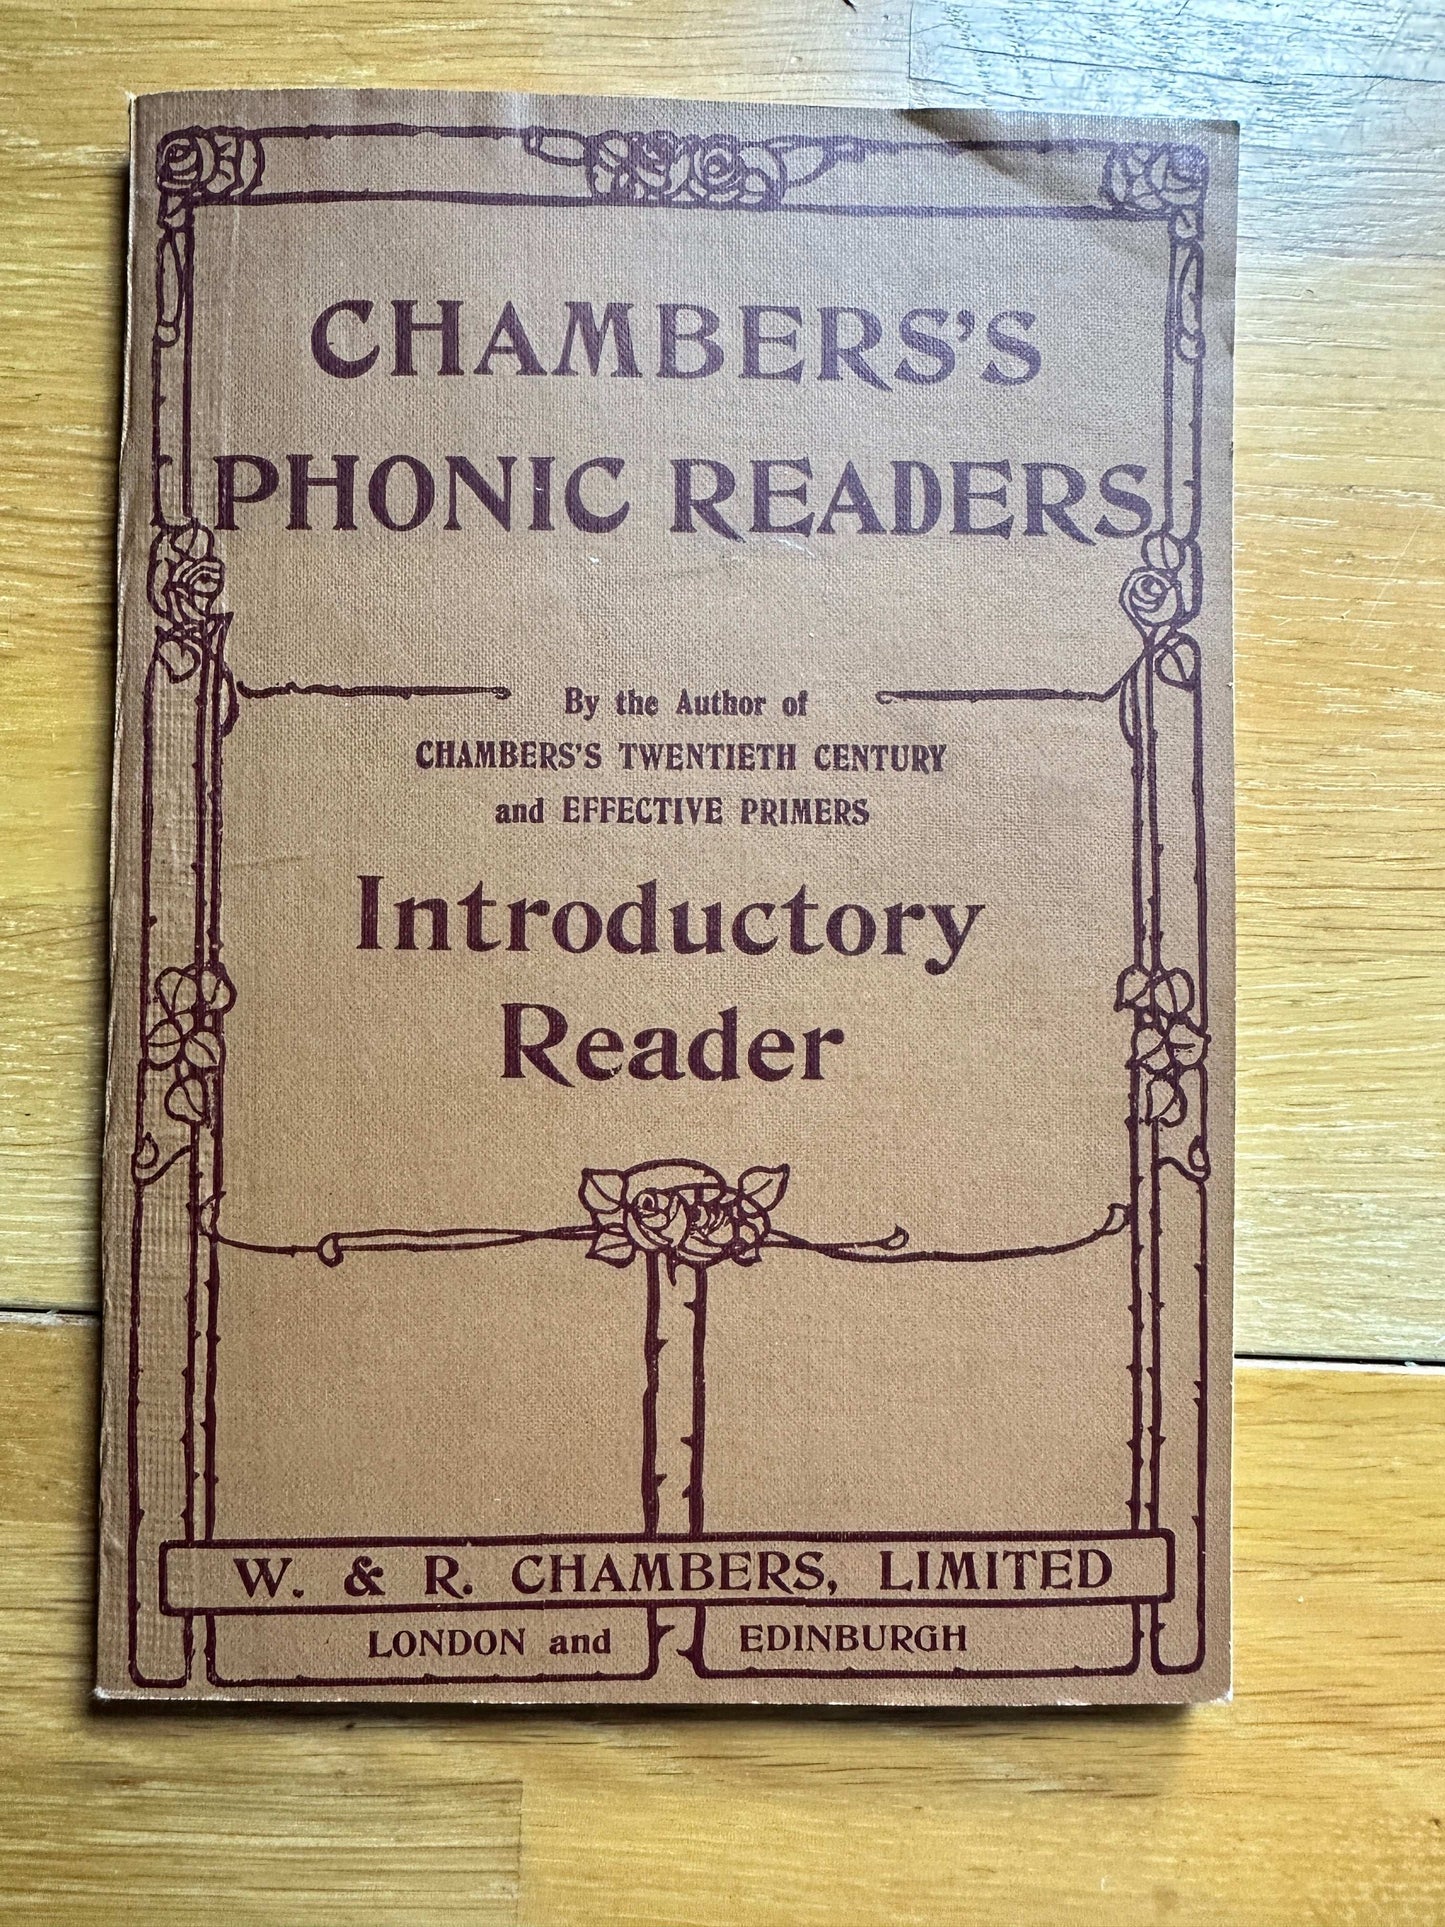 CHAMBERS'S
PHONIC READERS
By the Author of
CHAMBERS'S TWENTIETH CENTURY
and EFFECTIVE PRIMERS
Introductory
Reader
W. & R. CHAMBERS, LIMITED
LONDON and EDINBURGH